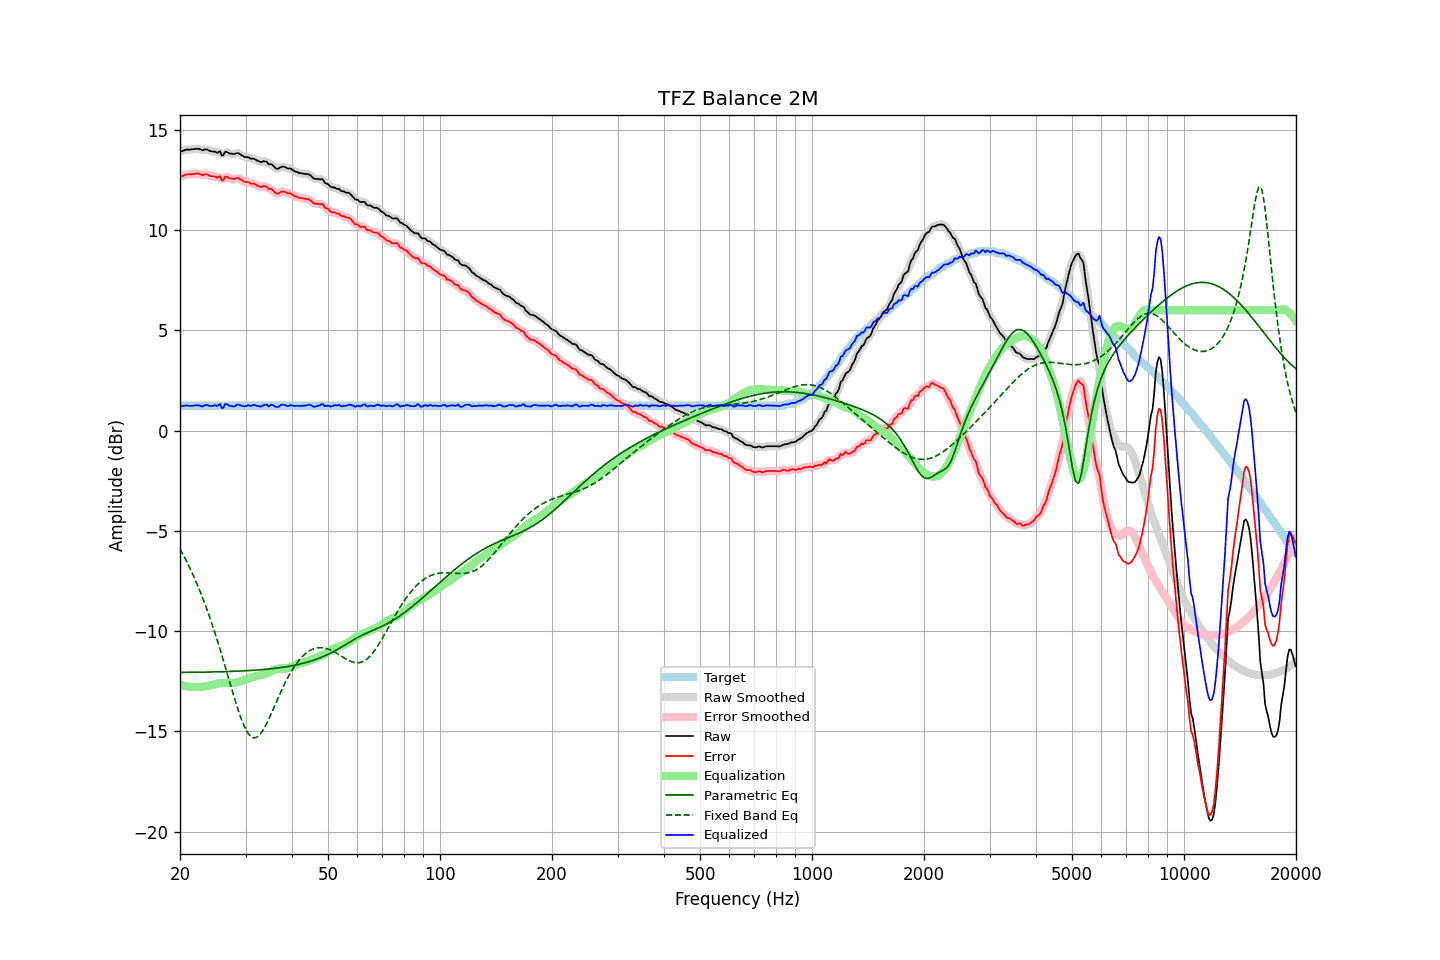 TFZ Balance 2M
15
10
5
0
−5
−10
−15
−20
Amplitude (dBr)
Target
Raw Smoothed
Error Smoothed
Raw
Error
Equalization
Parametric Eq
Fixed Band Eq
Equalized
20 50 100 200 500 1000 2000 5000 10000 20000
Frequency (Hz)